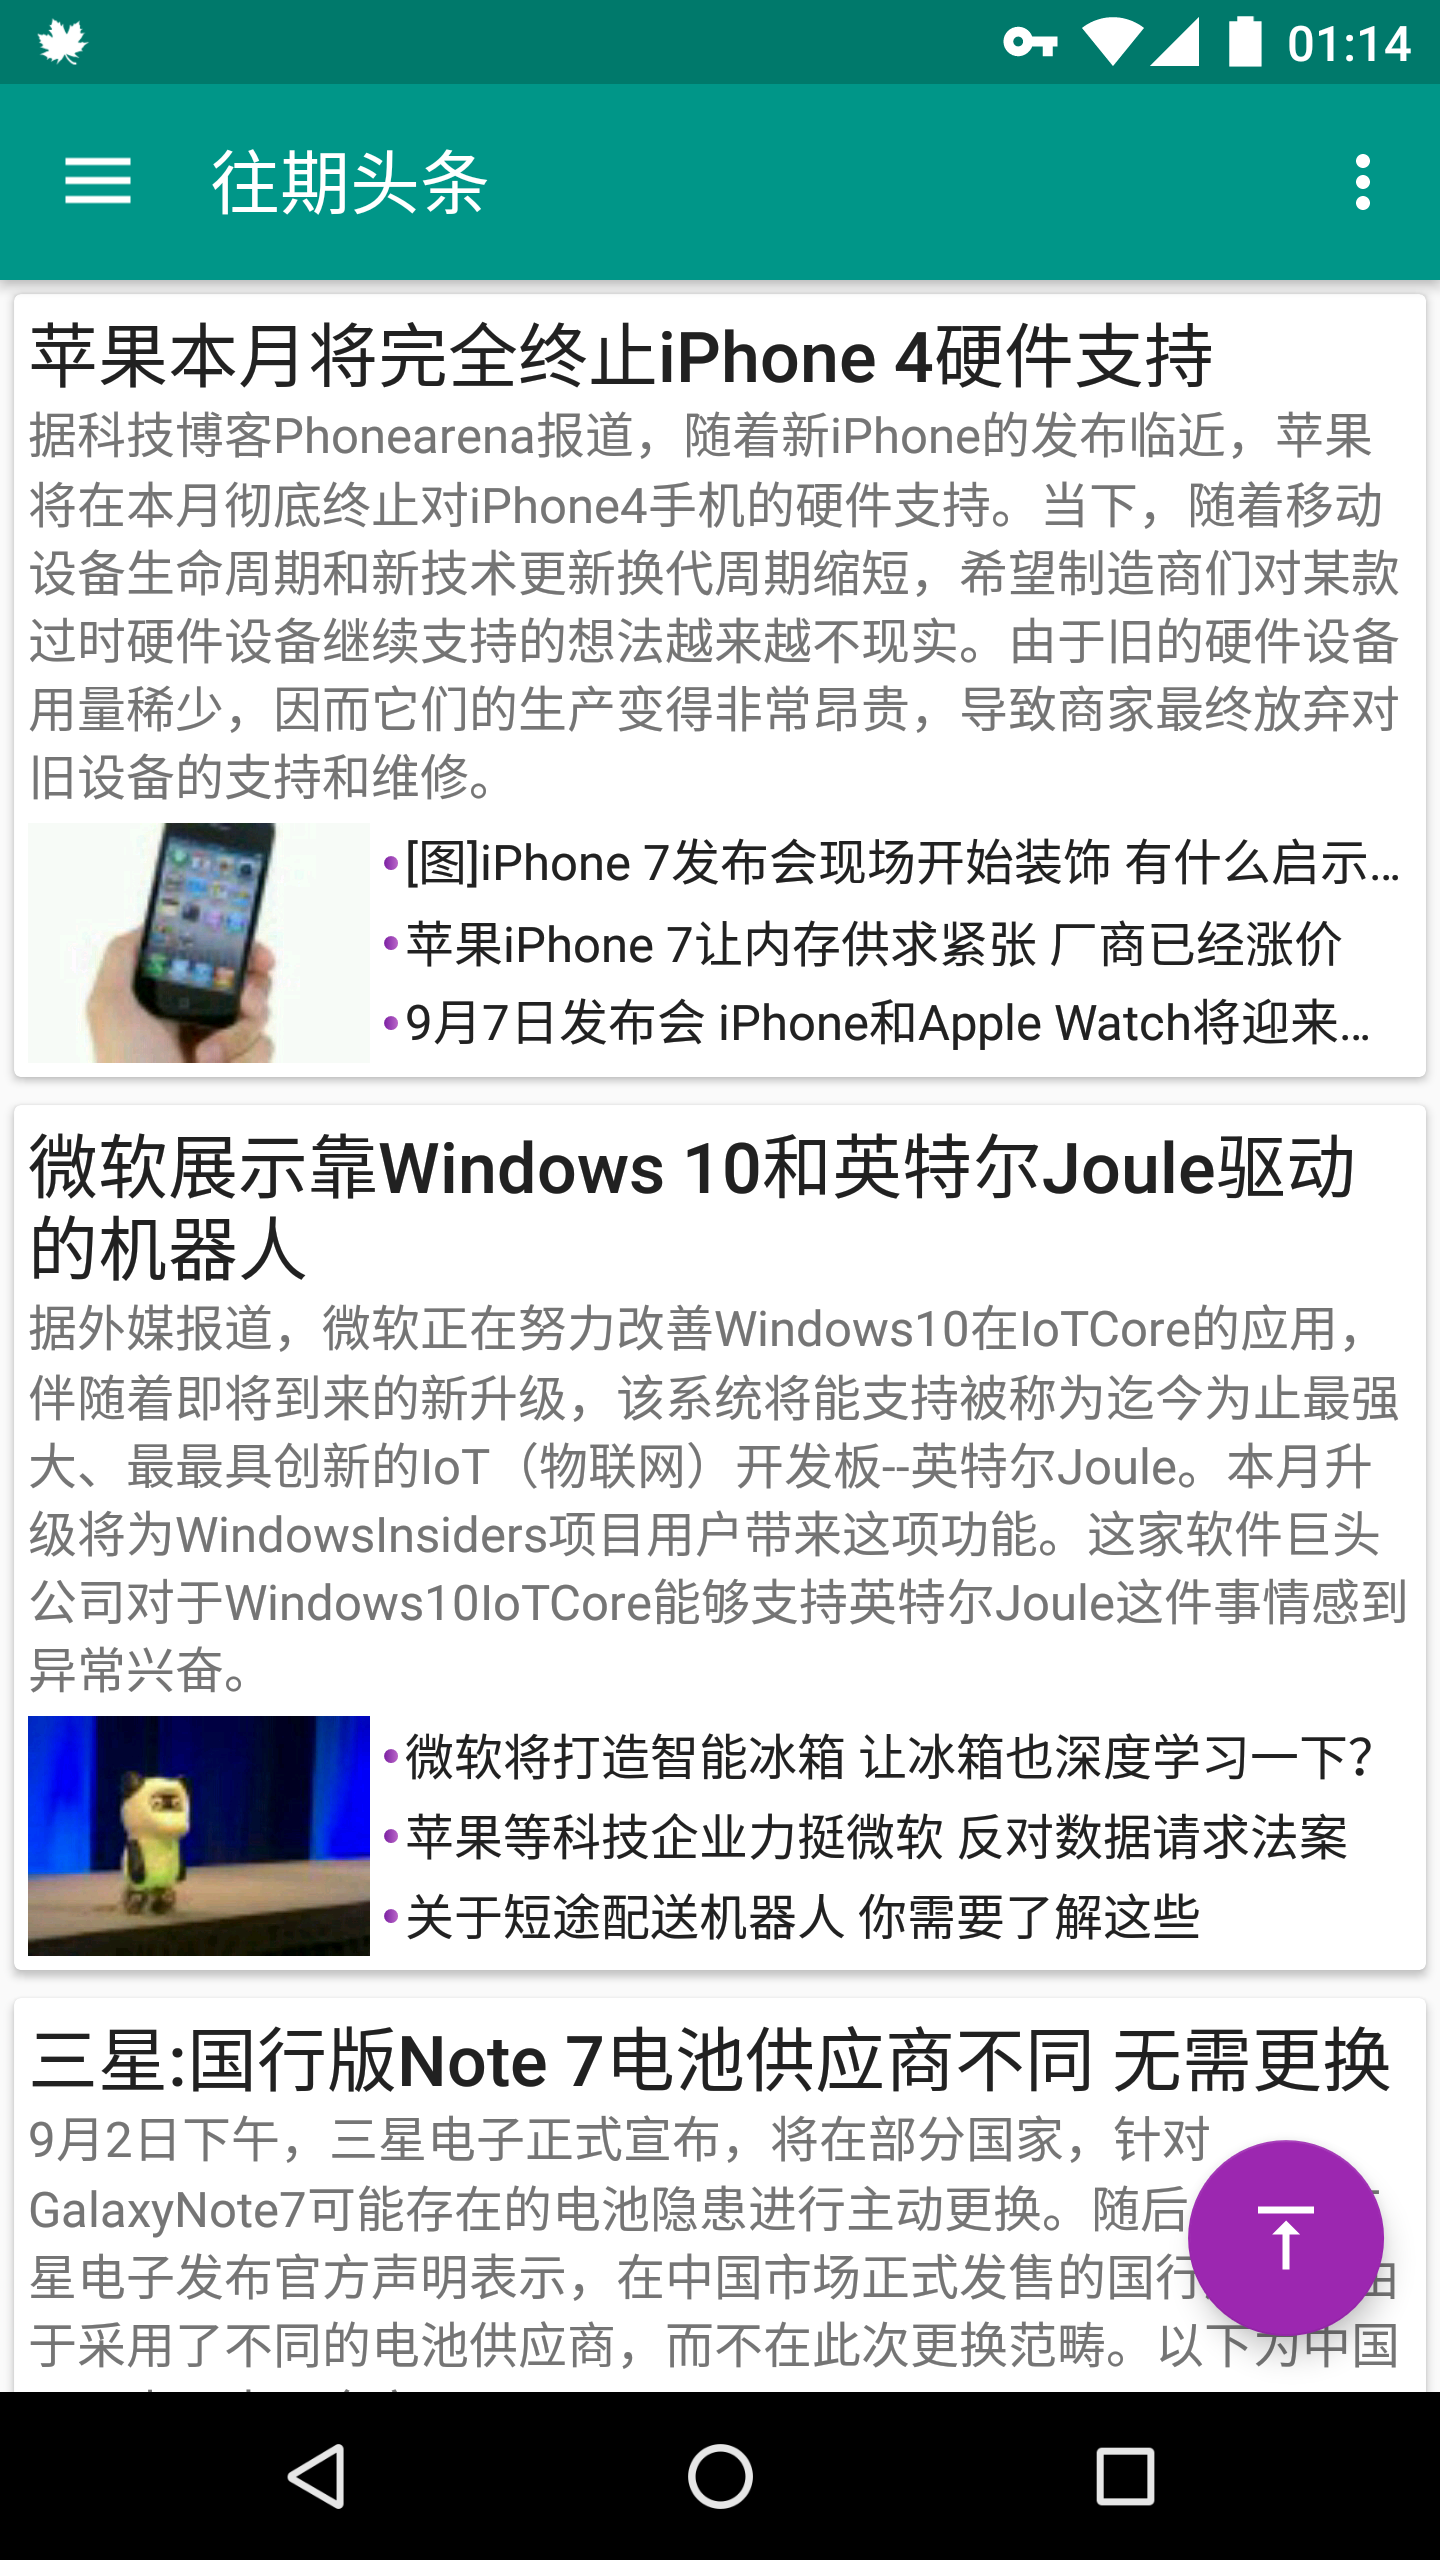 01:14
往期头条
苹果本月将完全终止iPhone 4硬件支持
据科技博客Phonearena报道，随着新iPhone的发布临近，苹果
将在本月彻底终止对iPhone4手机的硬件支持。当下，随着移动
设备生命周期和新技术更新换代周期缩短，希望制造商们对某款
过时硬件设备继续支持的想法越来越不现实。由于旧的硬件设备
用量稀少，因而它们的生产变得非常昂贵，导致商家最终放弃对
旧设备的支持和维修。
[图]iPhone 7发布会现场开始装饰 有什么启示...
苹果iPhone 7让内存供求紧张 厂商已经涨价
9月7日发布会 iPhone和Apple Watch将迎来...
微软展示靠Windows 10和英特尔Joule驱动
的机器人
据外媒报道，微软正在努力改善Windows10在IoTCore的应用，
伴随着即将到来的新升级，该系统将能支持被称为迄今为止最强
大、最最具创新的IoT（物联网）开发板--英特尔Joule。本月升
级将为WindowsInsiders项目用户带来这项功能。这家软件巨头
公司对于Windows10IoTCore能够支持英特尔Joule这件事情感到
异常兴奋。
微软将打造智能冰箱 让冰箱也深度学习一下？
苹果等科技企业力挺微软 反对数据请求法案
关于短途配送机器人 你需要了解这些
三星:国行版Note 7电池供应商不同 无需更换
9月2日下午，三星电子正式宣布，将在部分国家，针对
GalaxyNote7可能存在的电池隐患进行主动更换。随后
星电子发布官方声明表示，在中国市场正式发售的国行 由
于采用了不同的电池供应商，而不在此次更换范畴。以下为中国